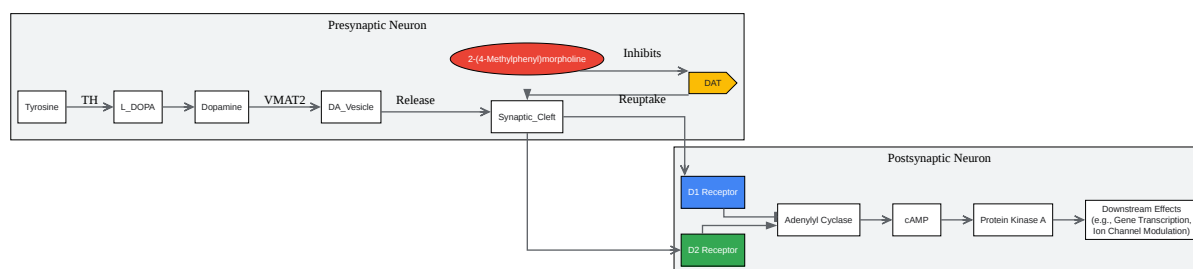 Presynaptic Neuron
2-(4-Methylphenyl)morpholine
Inhibits
DAT
Tyrosine
TH
L_DOPA
Dopamine
VMAT2
DA_Vesicle
Release
Synaptic_Cleft
Reuptake
Postsynaptic Neuron
D1 Receptor
D2 Receptor
Adenylyl Cyclase
cAMP
Protein Kinase A
Downstream Effects
(e.g., Gene Transcription,
Ion Channel Modulation)